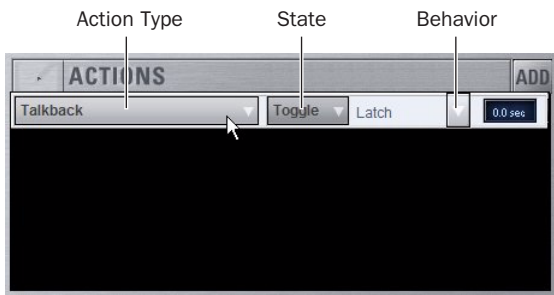 Action Type State Behavior
ACTIONS ADD
Talkback Toggle Latch 0.0 sec